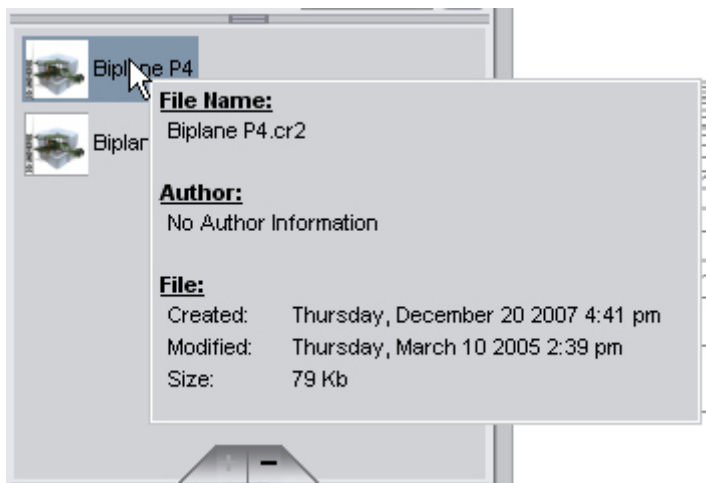 Biplane P4
File Name:
Biplane P4.cr2
Author:
No Author Information
File:
Created: Thursday, December 20 2007 4:41 pm
Modified: Thursday, March 10 2005 2:39 pm
Size: 79 Kb